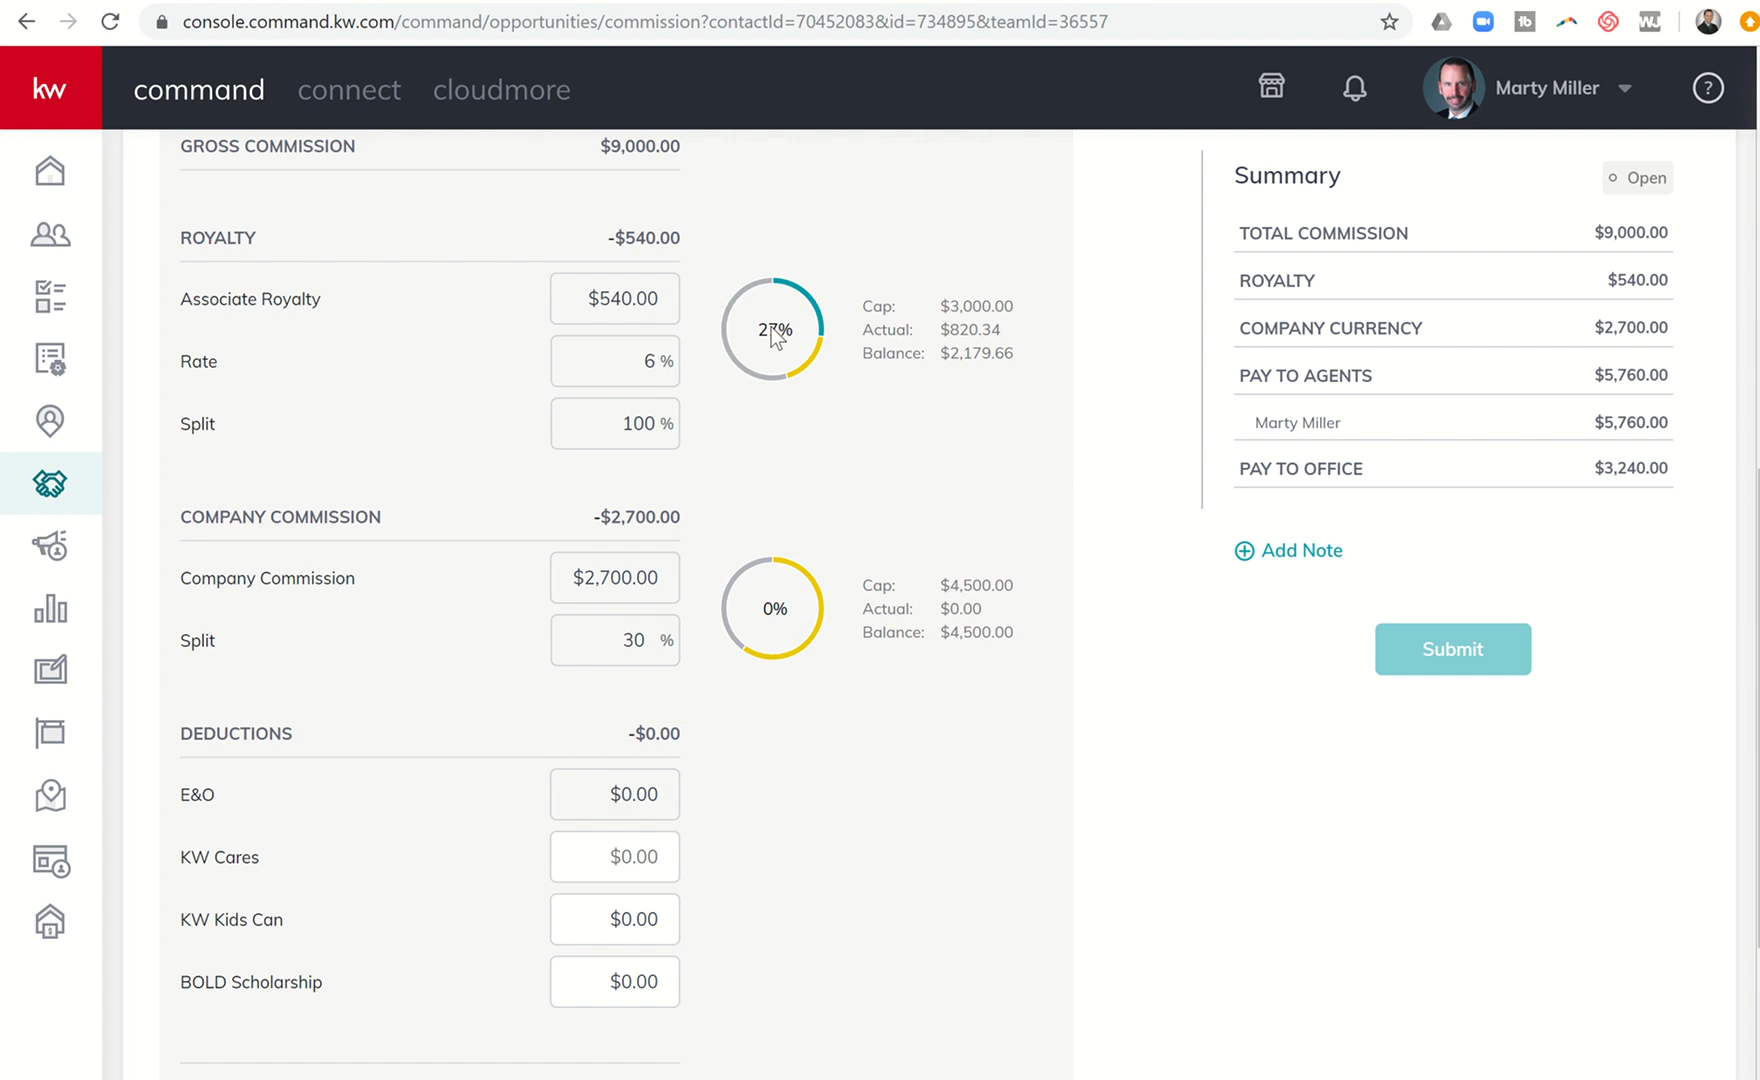 console.command.kw.com/command/opportunities/commission?contactId=70452083&id=734895&teamId=36557
kw command connect cloudmore Marty Miller ?
GROSS COMMISSION $9,000.00
ROYALTY -$540.00
Associate Royalty $540.00
Rate 6 %
Split 100 %
27%
Cap: $3,000.00
Actual: $820.34
Balance: $2,179.66
COMPANY COMMISSION -$2,700.00
Company Commission $2,700.00
Split 30 %
0%
Cap: $4,500.00
Actual: $0.00
Balance: $4,500.00
DEDUCTIONS -$0.00
E&O $0.00
KW Cares $0.00
KW Kids Can $0.00
BOLD Scholarship $0.00
Summary Open
TOTAL COMMISSION $9,000.00
ROYALTY $540.00
COMPANY CURRENCY $2,700.00
PAY TO AGENTS $5,760.00
Marty Miller $5,760.00
PAY TO OFFICE $3,240.00
Add Note
Submit